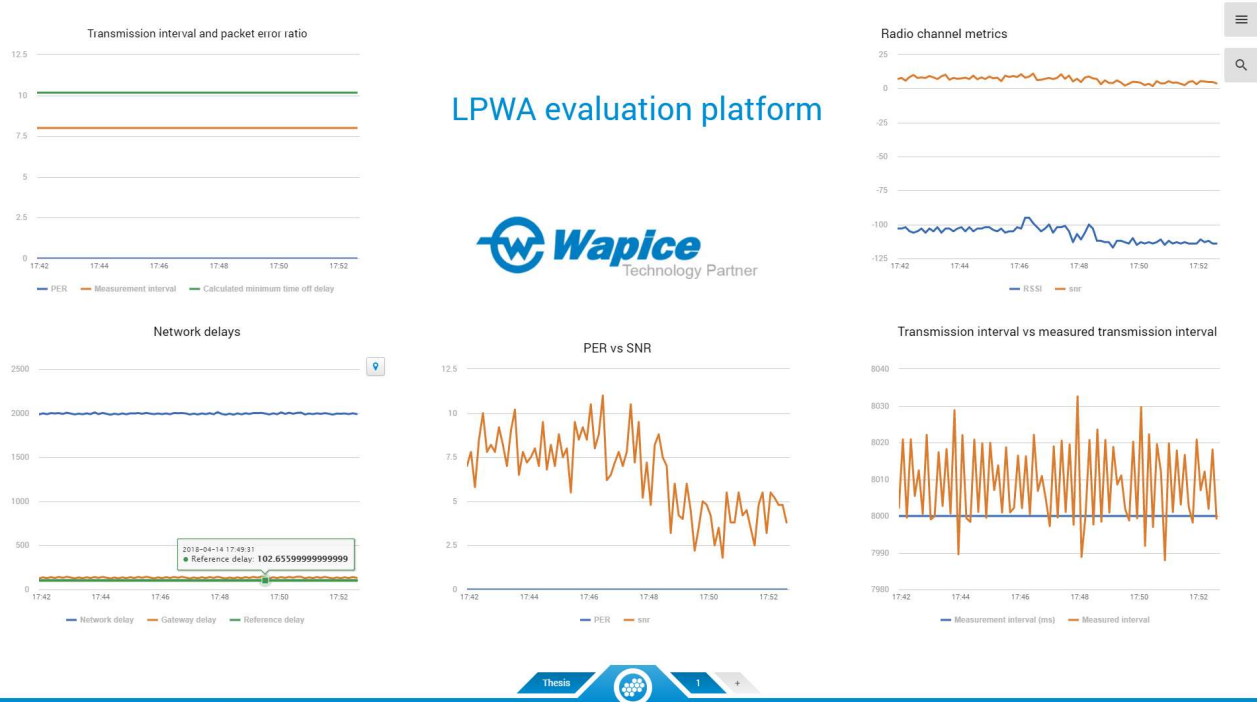 Transmission interval and packet error ratio
12.5
10
7.5
5
2.5
0
17:42 17:44 17:46 17:48 17:50 17:52
PER Measurement interval Calculated minimum time off delay
LPWA evaluation platform
Wapice
Technology Partner
Radio channel metrics
25
0
-25
-50
-75
-100
-125
17:42 17:44 17:46 17:48 17:50 17:52
RSSI snr
Network delays
2500
2000
1500
1000
500
0
2018-04-14 17:49:31
Reference delay: 102.65599999999999
17:42 17:44 17:46 17:48 17:50 17:52
Network delay Gateway delay Reference delay
PER vs SNR
12.5
10
7.5
5
2.5
0
17:42 17:44 17:46 17:48 17:50 17:52
PER snr
Transmission interval vs measured transmission interval
8040
8030
8020
8010
8000
7990
7980
17:42 17:44 17:46 17:48 17:50 17:52
Measurement interval (ms) Measured interval
Thesis 1 +